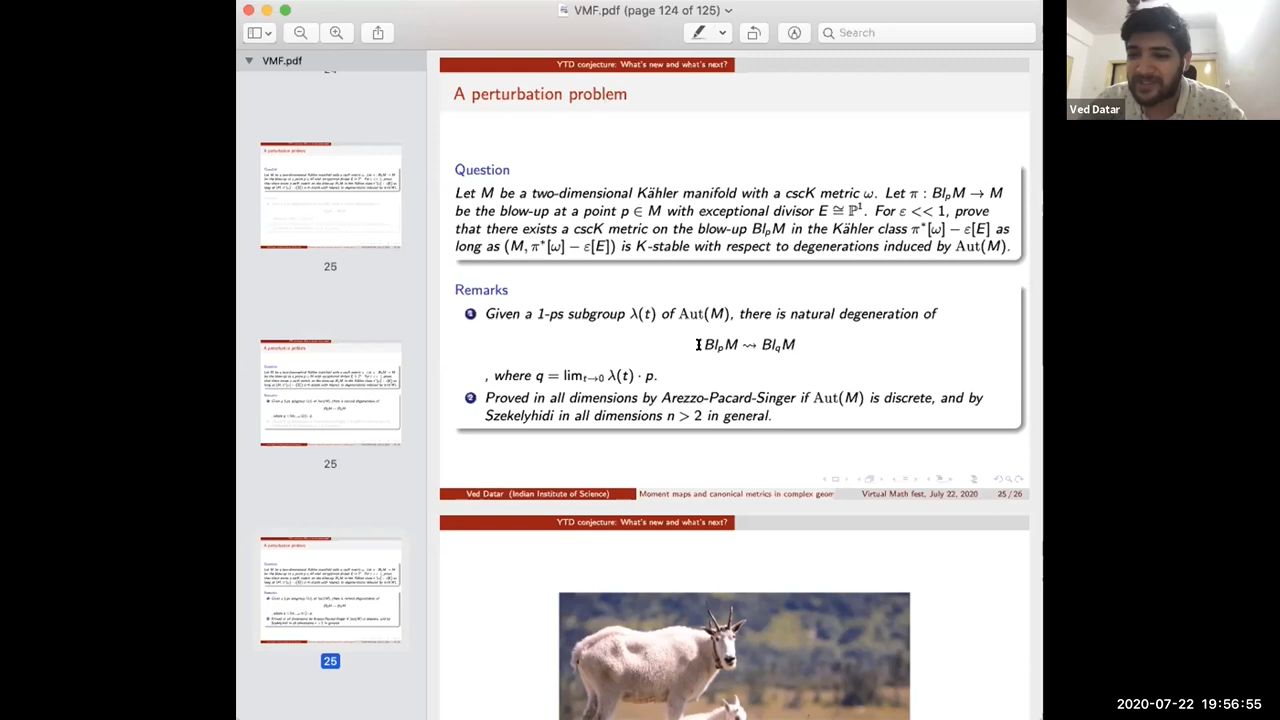 VMF.pdf (page 124 of 125)
Search
VMF.pdf
25
25
25
YTD conjecture: What's new and what's next?
A perturbation problem
Question
Let M be a two-dimensional Kähler manifold with a cscK metric ω. Let π : BlₚM → M
be the blow-up at a point p ∈ M with exceptional divisor E ≅ ℙ¹. For ε << 1, prove
that there exists a cscK metric on the blow-up BlₚM in the Kähler class π*[ω] − ε[E] as
long as (M, π*[ω] − ε[E]) is K-stable with respect to degenerations induced by Aut(M).
Remarks
1 Given a 1-ps subgroup λ(t) of Aut(M), there is natural degeneration of
BlₚM ⇝ Bl_qM
, where q = limₜ→₀ λ(t) · p.
2 Proved in all dimensions by Arezzo-Pacard-Singer if Aut(M) is discrete, and by
Szekelyhidi in all dimensions n > 2 in general.
Ved Datar (Indian Institute of Science) Moment maps and canonical metrics in complex geom Virtual Math fest, July 22, 2020 25 / 26
YTD conjecture: What's new and what's next?
Ved Datar
2020-07-22 19:56:55